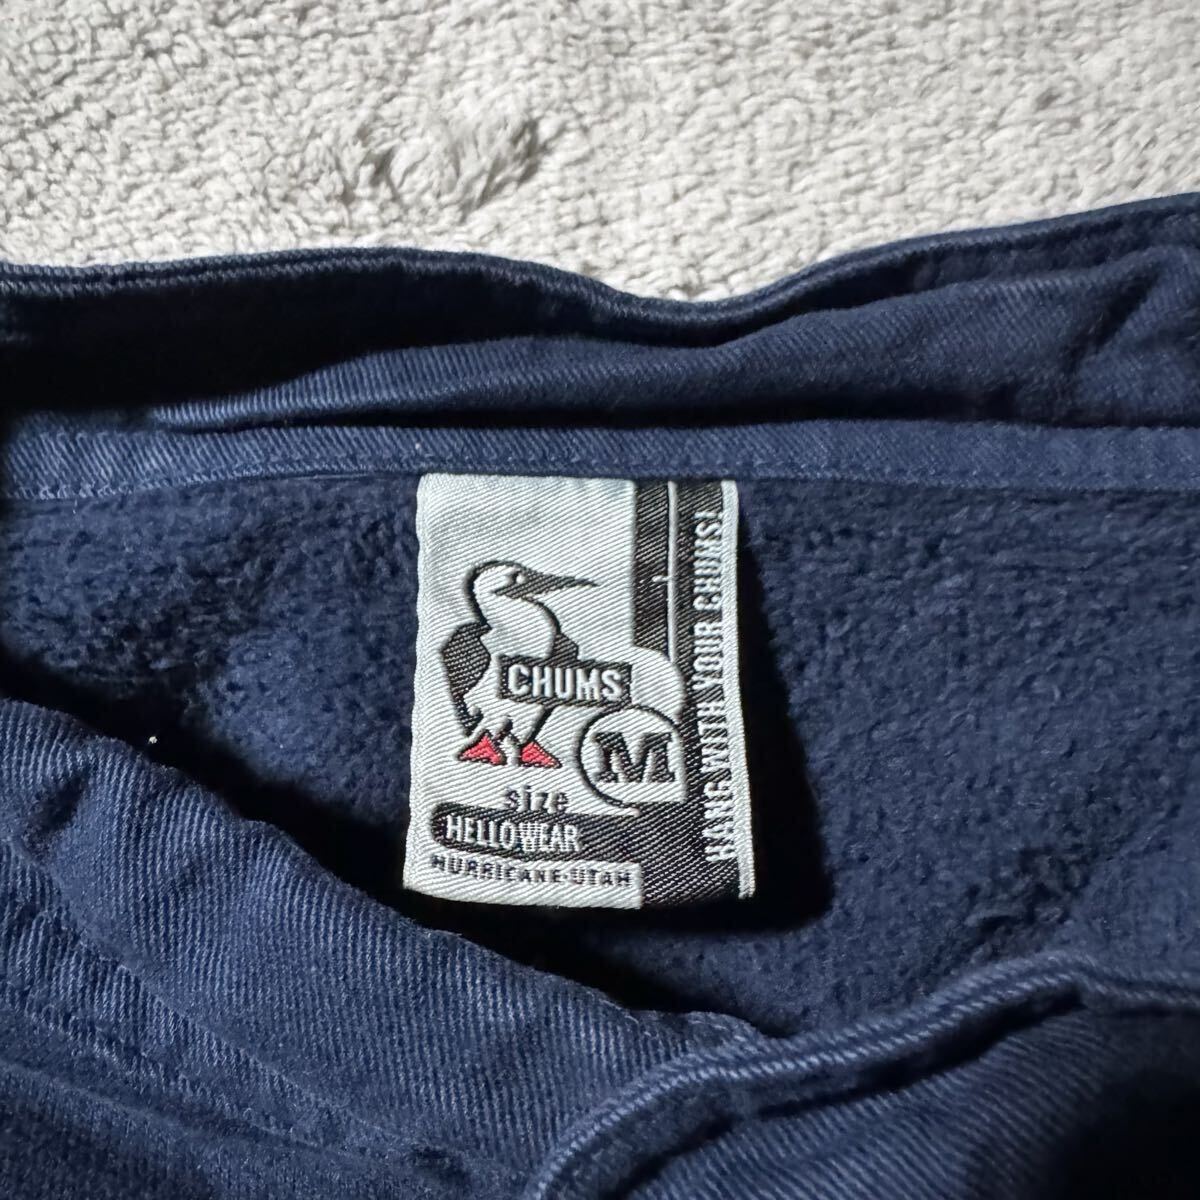 CHUMS
M
size
HELLOWEAR
HURRICANE-UTAH
HANG WITH YOUR CHUMS!